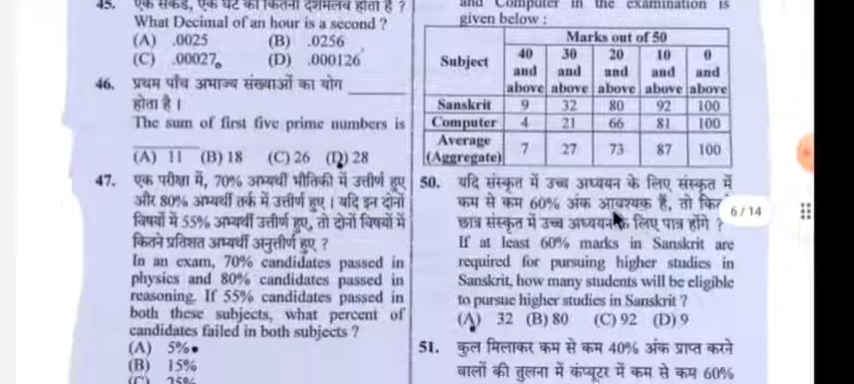 45. एक सेकंड, एक घंटे का कितना दशमलव होता है ?
What Decimal of an hour is a second ?
(A) .0025 (B) .0256
(C) .00027 (D) .000126
46. प्रथम पाँच अभाज्य संख्याओं का योग ______
होता है ।
The sum of first five prime numbers is
______
(A) 11 (B) 18 (C) 26 (D) 28
47. एक परीक्षा में, 70% अभ्यर्थी भौतिकी में उत्तीर्ण हुए
और 80% अभ्यर्थी तर्क में उत्तीर्ण हुए । यदि इन दोनों
विषयों में 55% अभ्यर्थी उत्तीर्ण हुए, तो दोनों विषयों में
कितने प्रतिशत अभ्यर्थी अनुत्तीर्ण हुए ?
In an exam, 70% candidates passed in
physics and 80% candidates passed in
reasoning. If 55% candidates passed in
both these subjects, what percent of
candidates failed in both subjects ?
(A) 5%
(B) 15%
(C) 25%
and Computer in the examination is
given below :
Subject Marks out of 50
40 and above 30 and above 20 and above 10 and above 0 and above
Sanskrit 9 32 80 92 100
Computer 4 21 66 81 100
Average (Aggregate) 7 27 73 87 100
50. यदि संस्कृत में उच्च अध्ययन के लिए संस्कृत में
कम से कम 60% अंक आवश्यक हैं, तो
छात्र संस्कृत में उच्च अध्ययन के लिए पात्र होंगे ?
If at least 60% marks in Sanskrit are
required for pursuing higher studies in
Sanskrit, how many students will be eligible
to pursue higher studies in Sanskrit ?
(A) 32 (B) 80 (C) 92 (D) 9
51. कुल मिलाकर कम से कम 40% अंक प्राप्त करने
वालों की तुलना में कंप्यूटर में कम से कम 60%
6/14